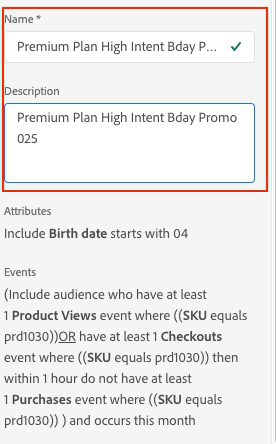 Name *
Premium Plan High Intent Bday P...
Description
Premium Plan High Intent Bday Promo
025
Attributes
Include Birth date starts with 04
Events
(Include audience who have at least
1 Product Views event where ((SKU equals
prd1030))OR have at least 1 Checkouts
event where ((SKU equals prd1030)) then
within 1 hour do not have at least
1 Purchases event where ((SKU equals
prd1030)) ) and occurs this month